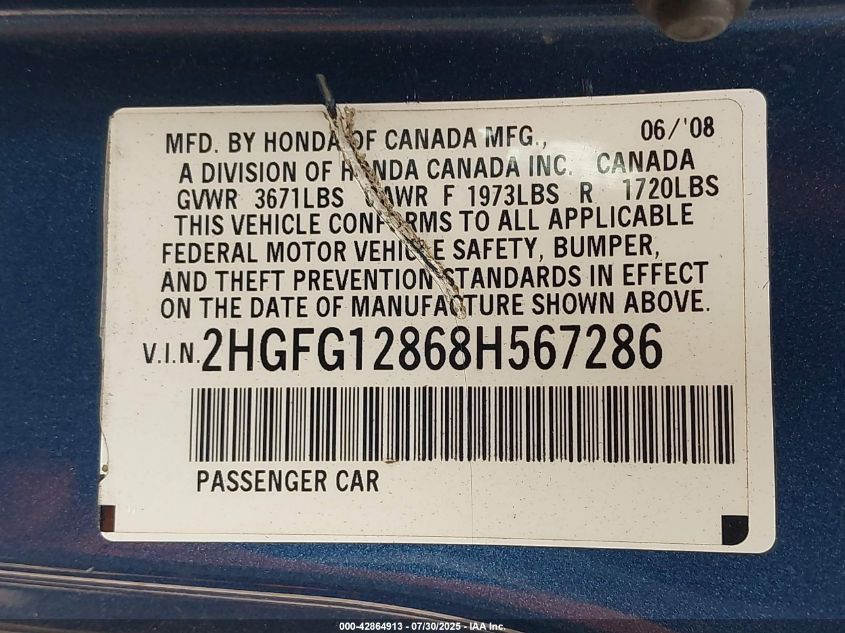 MFD. BY HONDA OF CANADA MFG., 06/'08
A DIVISION OF HONDA CANADA INC. CANADA
GVWR 3671LBS GAWR F 1973LBS R 1720LBS
THIS VEHICLE CONFORMS TO ALL APPLICABLE
FEDERAL MOTOR VEHICLE SAFETY, BUMPER,
AND THEFT PREVENTION STANDARDS IN EFFECT
ON THE DATE OF MANUFACTURE SHOWN ABOVE.
V.I.N. 2HGFG12868H567286
PASSENGER CAR
000-42864913 - 07/30/2025 - IAA Inc.